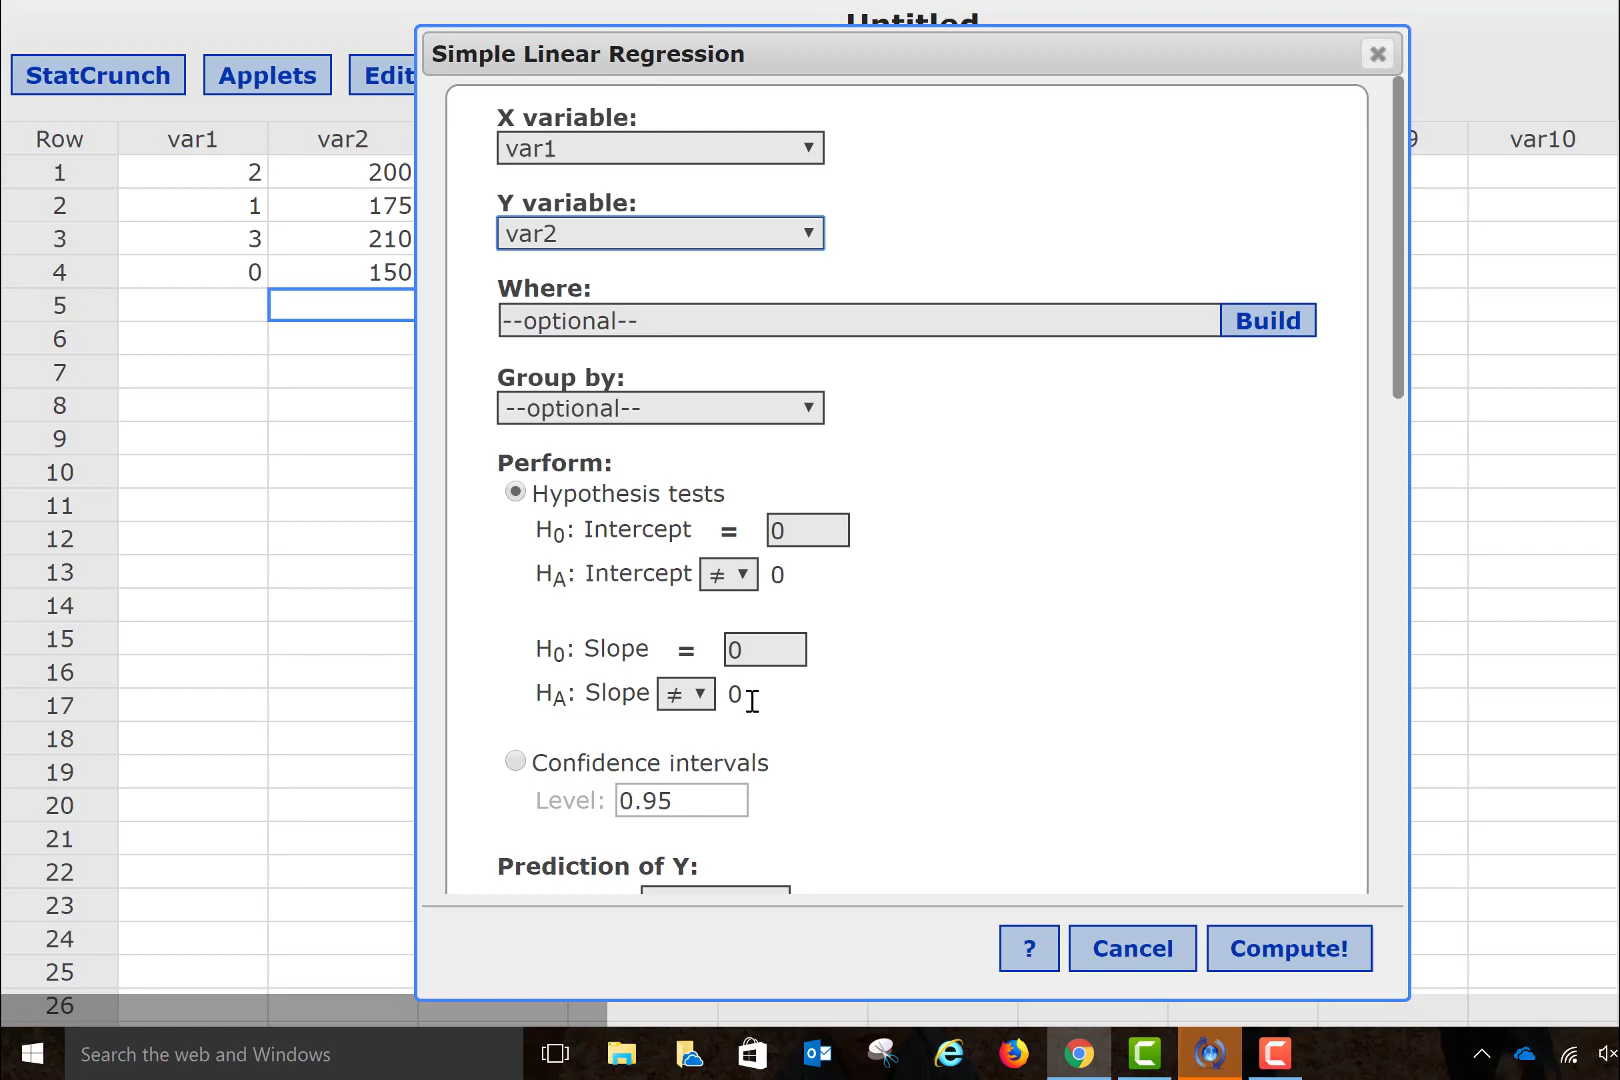 Untitled
Simple Linear Regression
StatCrunch Applets Edit
X variable:
var1
Y variable:
var2
Where:
--optional-- Build
Group by:
--optional--
Perform:
Hypothesis tests
H0: Intercept = 0
HA: Intercept ≠ 0
H0: Slope = 0
HA: Slope ≠ 0
Confidence intervals
Level: 0.95
Prediction of Y:
? Cancel Compute!
Row var1 var2 9 var10
1 2 200
2 1 175
3 3 210
4 0 150
5
6
7
8
9
10
11
12
13
14
15
16
17
18
19
20
21
22
23
24
25
26
Search the web and Windows